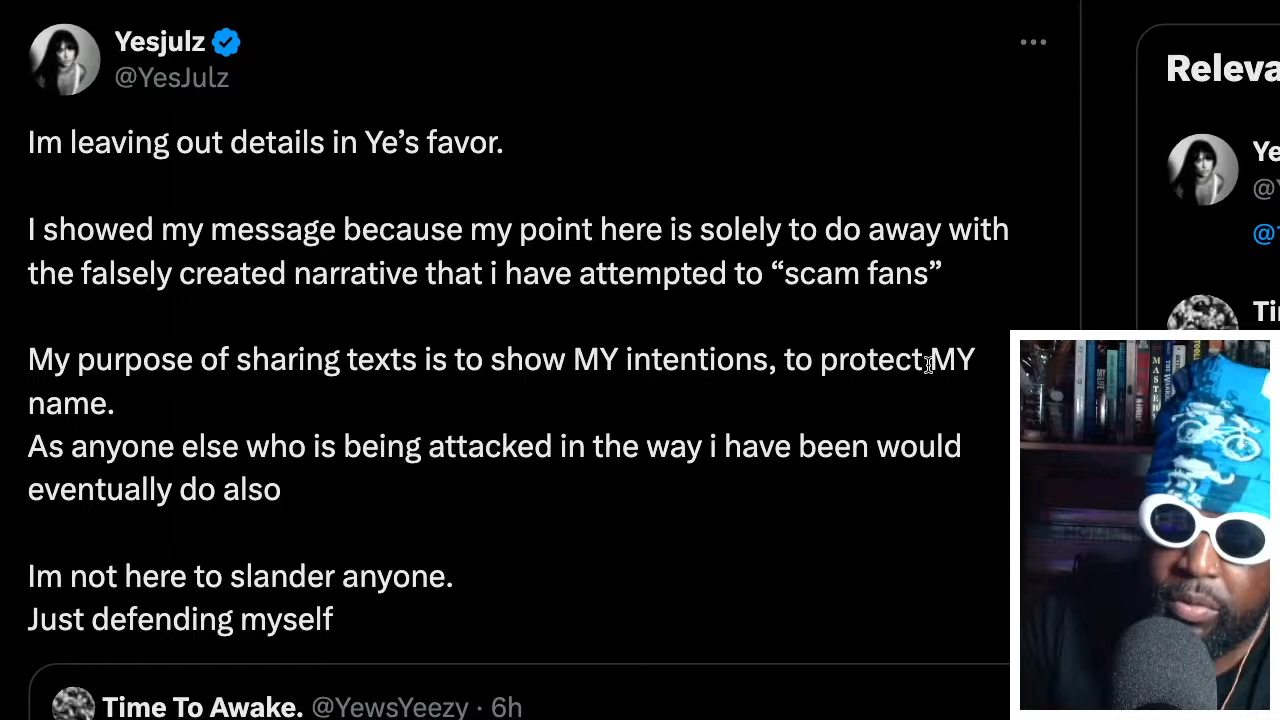 Yesjulz
@YesJulz
Im leaving out details in Ye’s favor.
I showed my message because my point here is solely to do away with
the falsely created narrative that i have attempted to “scam fans”
My purpose of sharing texts is to show MY intentions, to protect MY
name.
As anyone else who is being attacked in the way i have been would
eventually do also
Im not here to slander anyone.
Just defending myself
Time To Awake. @YewsYeezy · 6h
Releva
Ye
@Y
@
Ti